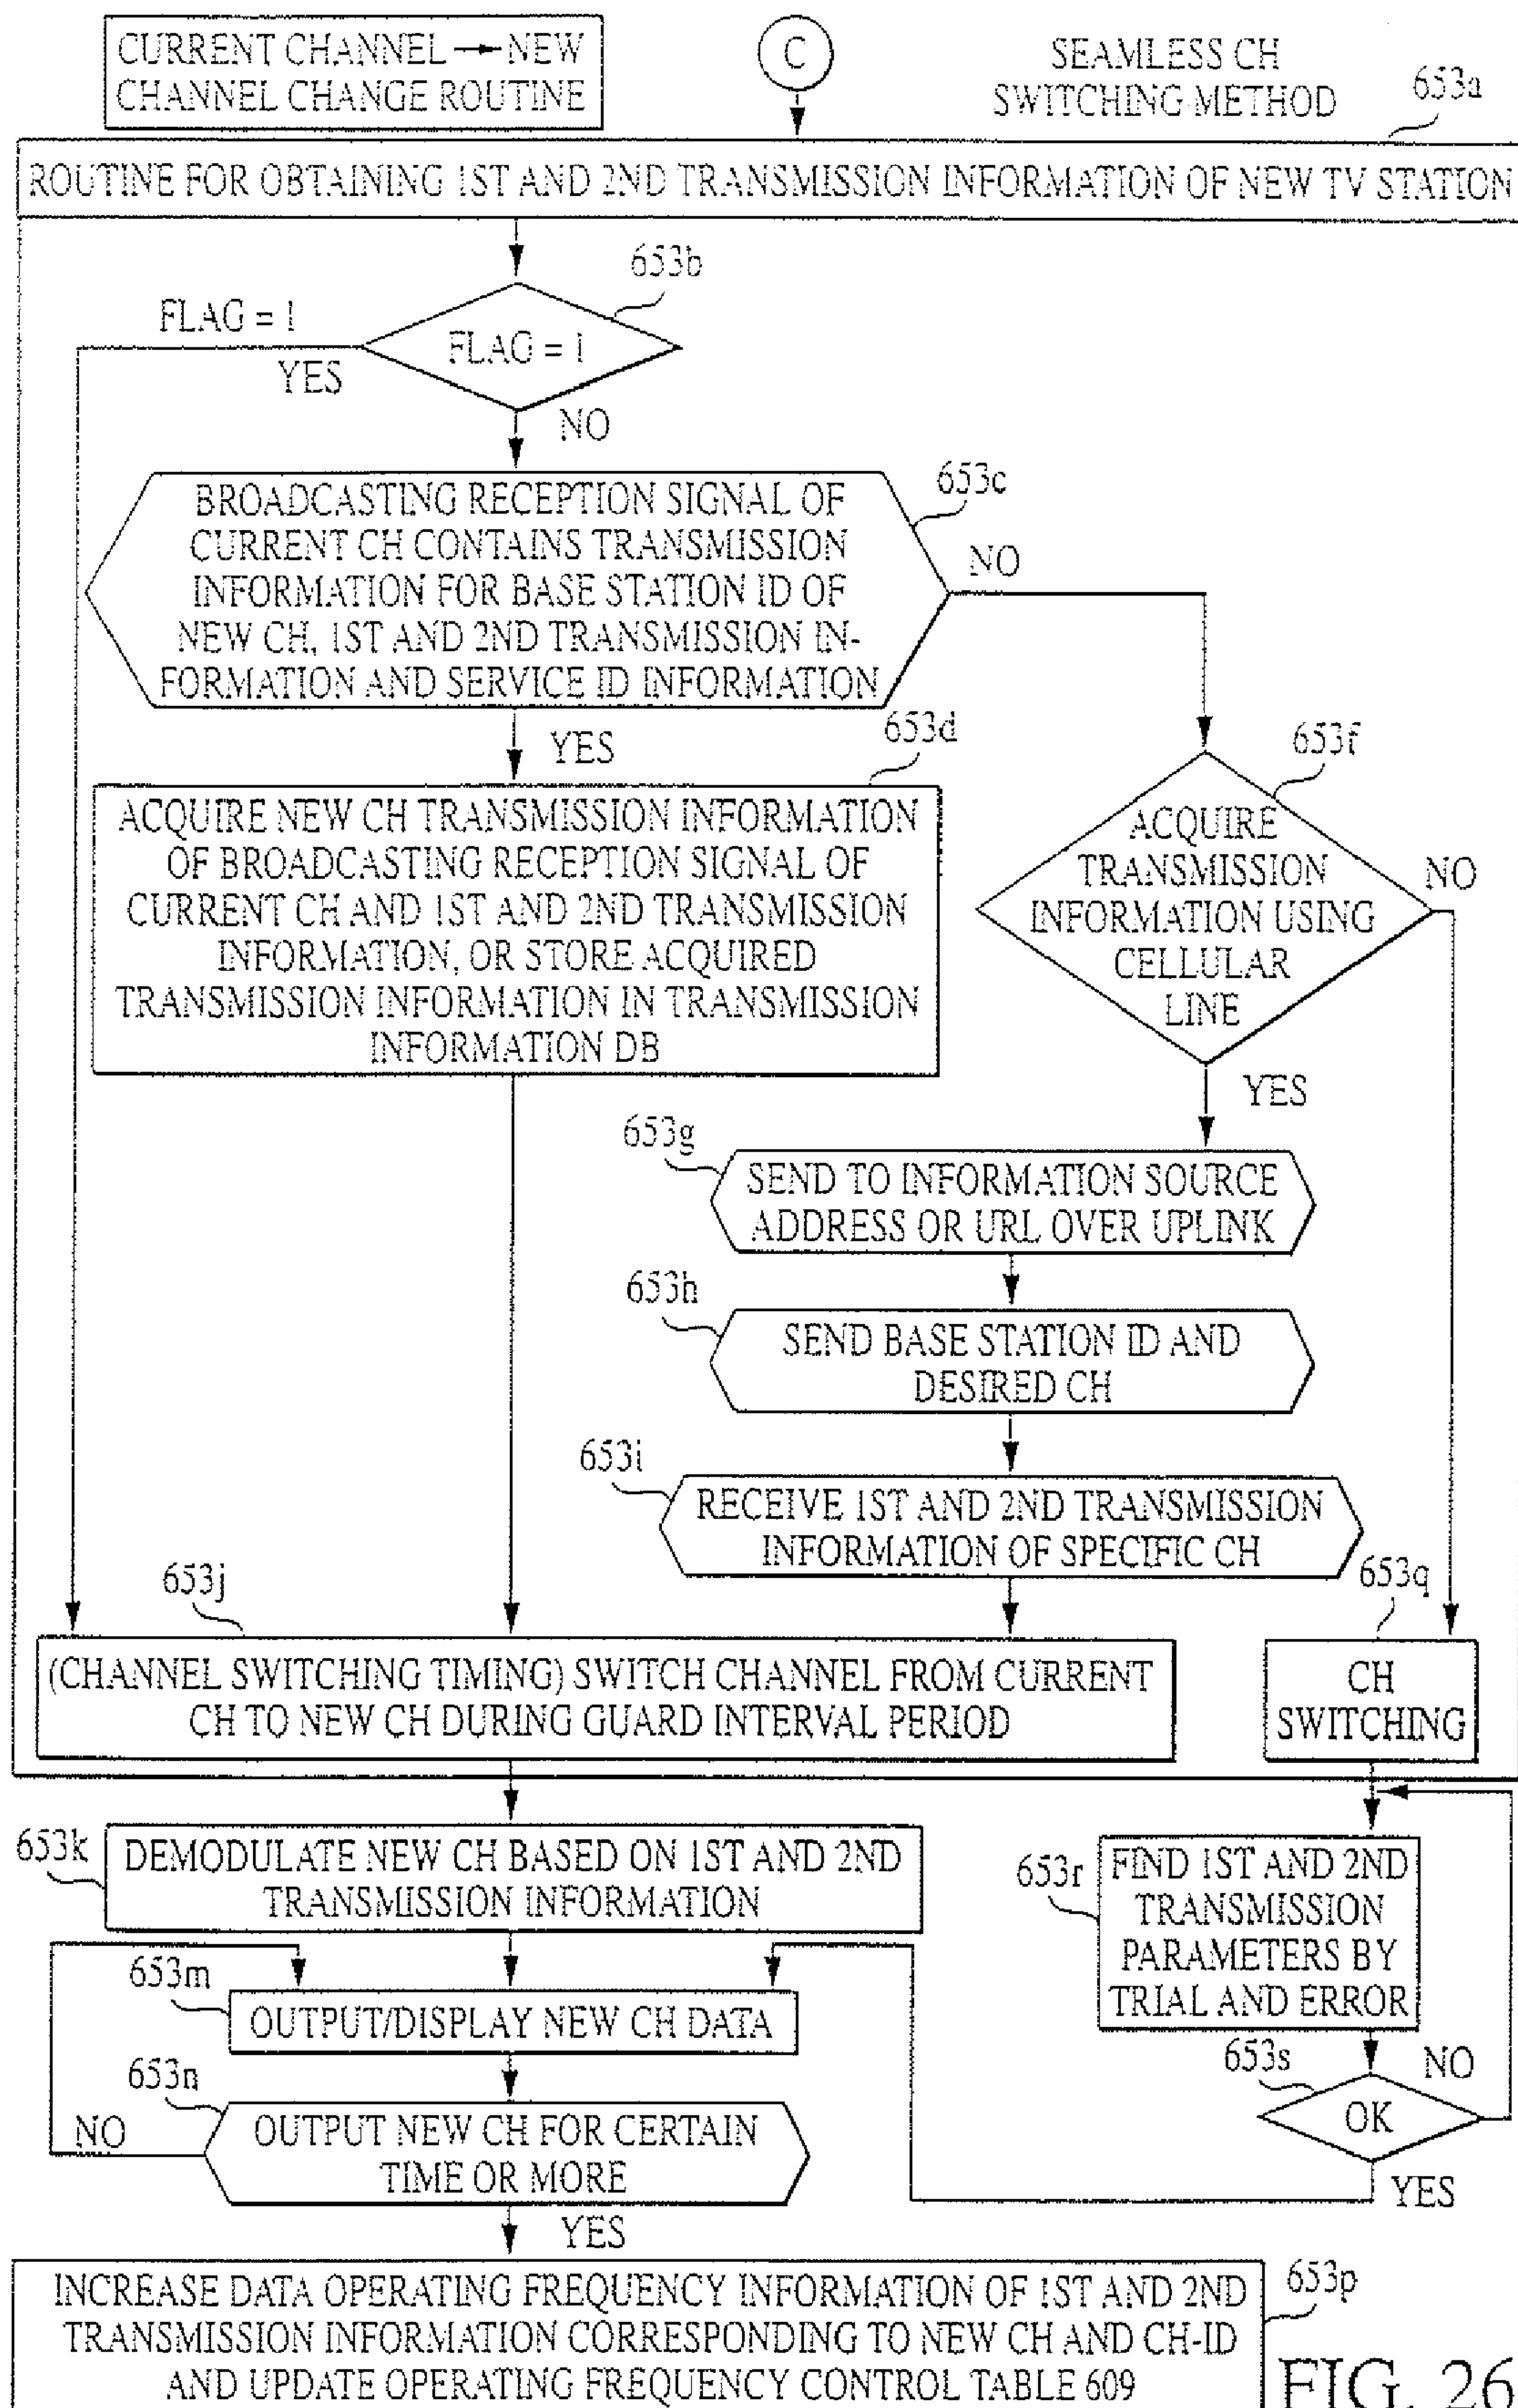 CURRENT CHANNEL → NEW
CHANNEL CHANGE ROUTINE
C
SEAMLESS CH
SWITCHING METHOD
653a
ROUTINE FOR OBTAINING 1ST AND 2ND TRANSMISSION INFORMATION OF NEW TV STATION
653b
FLAG = 1
YES
FLAG = 1
NO
653c
BROADCASTING RECEPTION SIGNAL OF
CURRENT CH CONTAINS TRANSMISSION
INFORMATION FOR BASE STATION ID OF
NEW CH, 1ST AND 2ND TRANSMISSION IN-
FORMATION AND SERVICE ID INFORMATION
NO
YES
653d
ACQUIRE NEW CH TRANSMISSION INFORMATION
OF BROADCASTING RECEPTION SIGNAL OF
CURRENT CH AND 1ST AND 2ND TRANSMISSION
INFORMATION, OR STORE ACQUIRED
TRANSMISSION INFORMATION IN TRANSMISSION
INFORMATION DB
653f
ACQUIRE
TRANSMISSION
INFORMATION USING
CELLULAR
LINE
NO
YES
653g
SEND TO INFORMATION SOURCE
ADDRESS OR URL OVER UPLINK
653h
SEND BASE STATION ID AND
DESIRED CH
653i
RECEIVE 1ST AND 2ND TRANSMISSION
INFORMATION OF SPECIFIC CH
653j
(CHANNEL SWITCHING TIMING) SWITCH CHANNEL FROM CURRENT
CH TO NEW CH DURING GUARD INTERVAL PERIOD
653q
CH
SWITCHING
653k
DEMODULATE NEW CH BASED ON 1ST AND 2ND
TRANSMISSION INFORMATION
653r
FIND 1ST AND 2ND
TRANSMISSION
PARAMETERS BY
TRIAL AND ERROR
653m
OUTPUT/DISPLAY NEW CH DATA
653s
OK
NO
YES
653n
OUTPUT NEW CH FOR CERTAIN
TIME OR MORE
NO
YES
653p
INCREASE DATA OPERATING FREQUENCY INFORMATION OF 1ST AND 2ND
TRANSMISSION INFORMATION CORRESPONDING TO NEW CH AND CH-ID
AND UPDATE OPERATING FREQUENCY CONTROL TABLE 609
FIG. 26